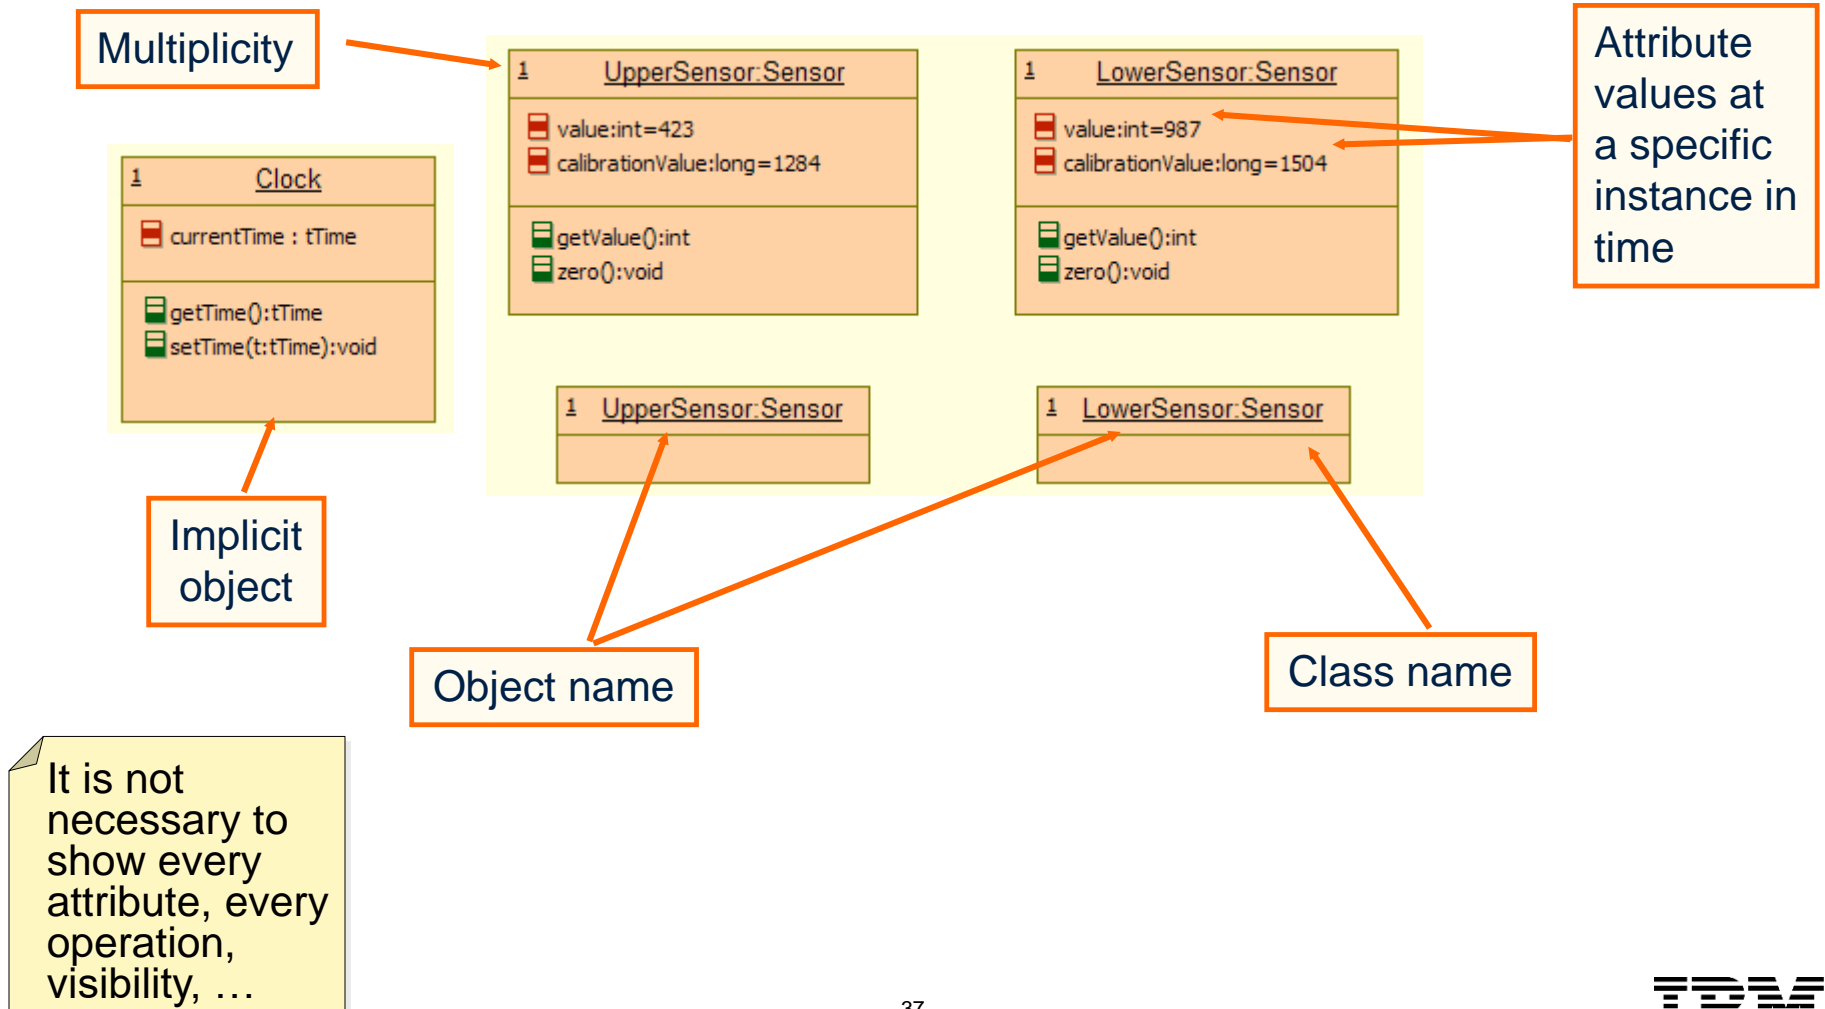 Multiplicity
1 UpperSensor:Sensor
value:int=423
calibrationValue:long=1284
getValue():int
zero():void
1 LowerSensor:Sensor
value:int=987
calibrationValue:long=1504
getValue():int
zero():void
Attribute
values at
a specific
instance in
time
1 Clock
currentTime : tTime
getTime():tTime
setTime(t:tTime):void
1 UpperSensor:Sensor
1 LowerSensor:Sensor
Implicit
object
Object name
Class name
It is not
necessary to
show every
attribute, every
operation,
visibility, …
37
IBM